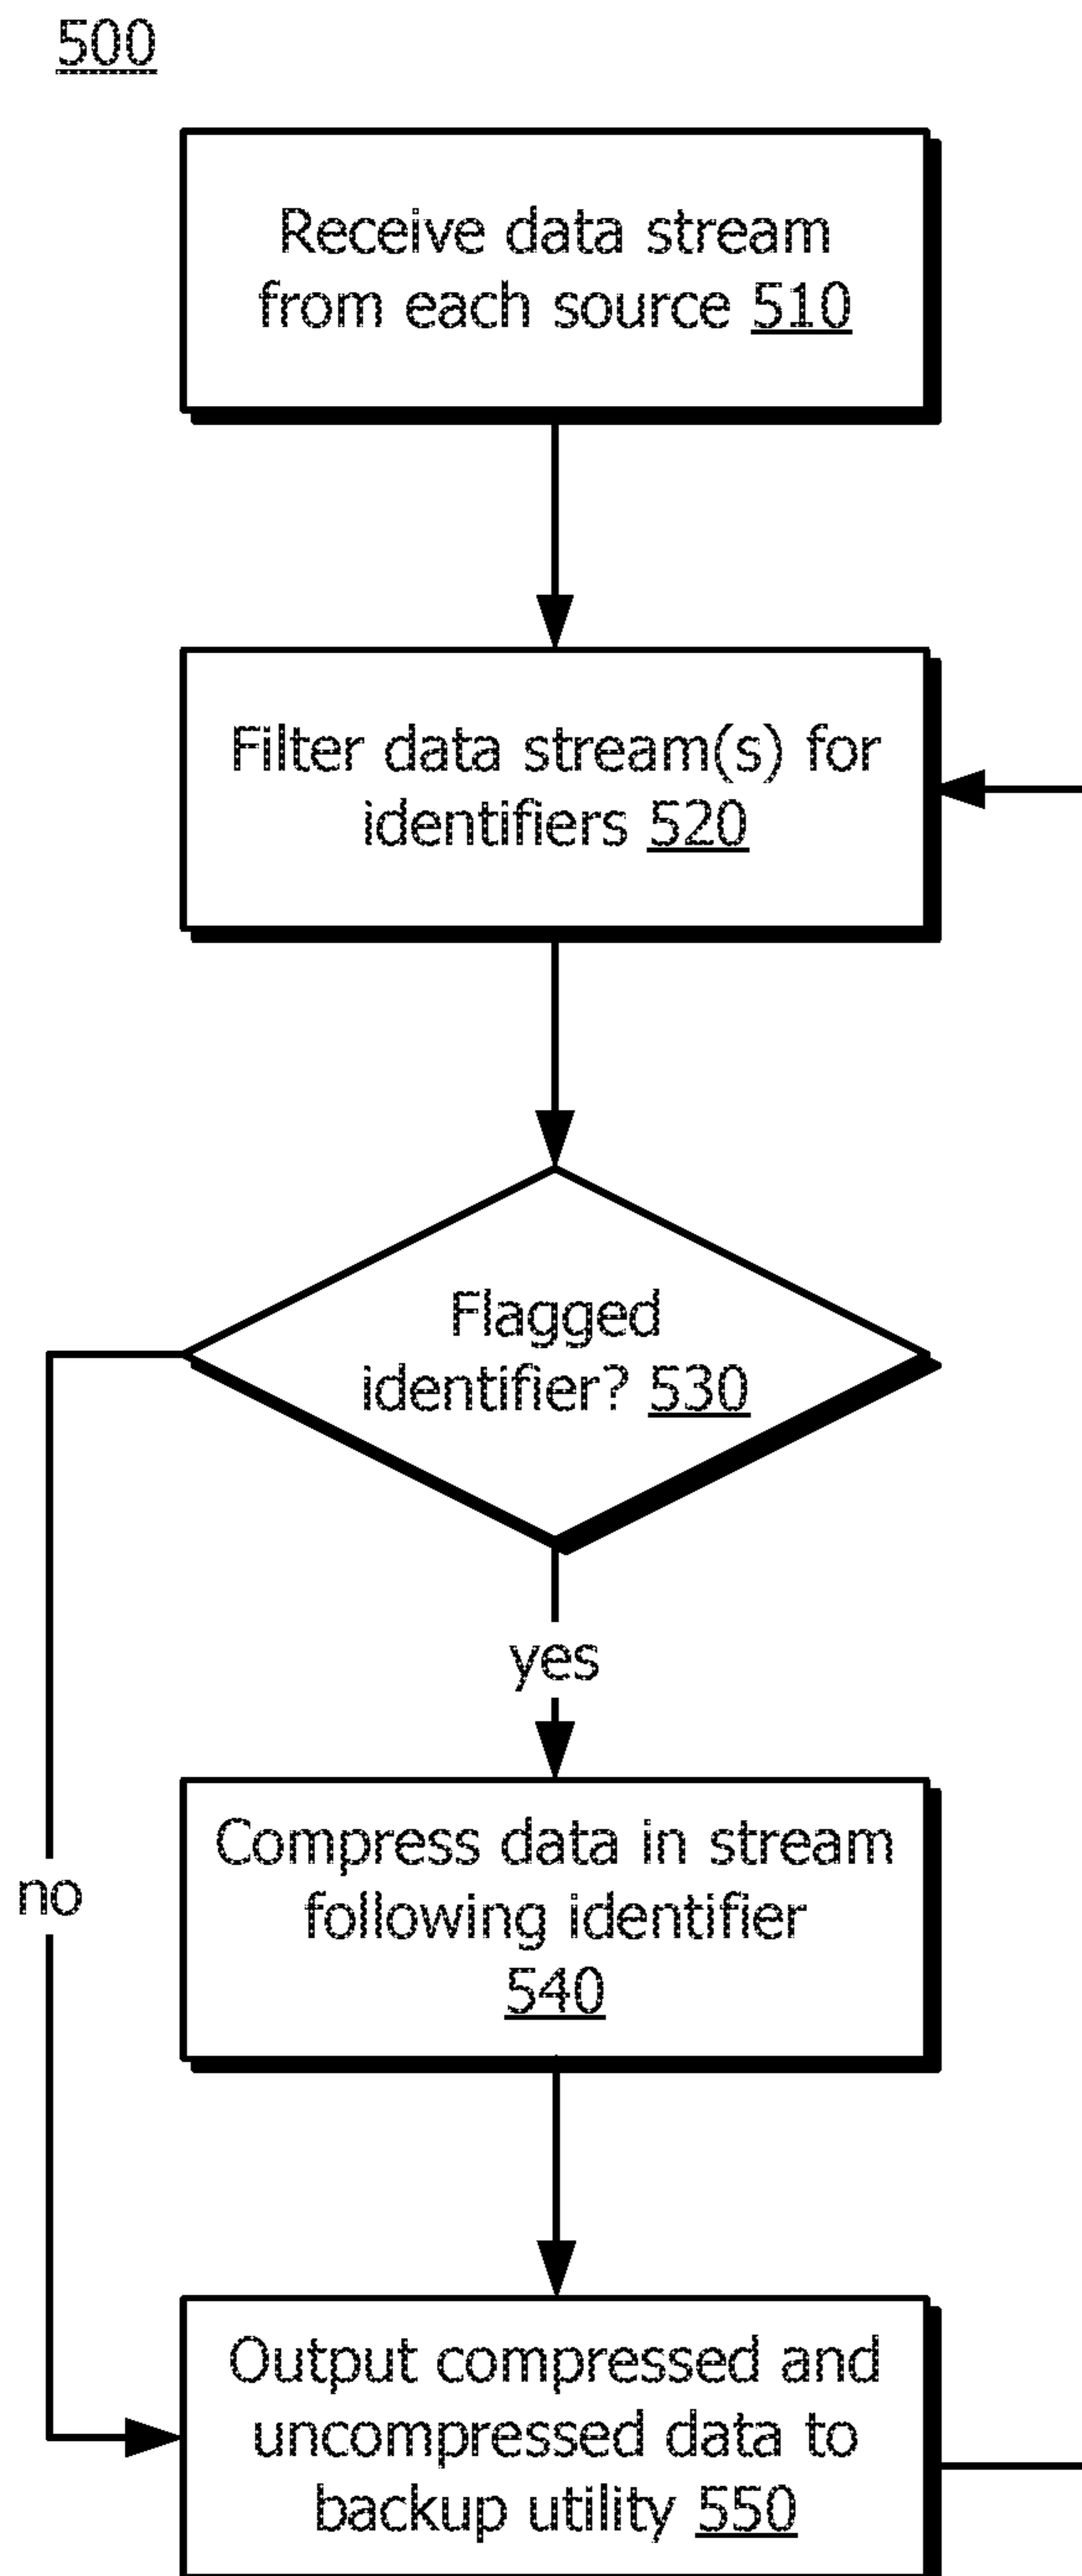 500
Receive data stream
from each source 510
Filter data stream(s) for
identifiers 520
Flagged
identifier? 530
yes
no
Compress data in stream
following identifier
540
Output compressed and
uncompressed data to
backup utility 550